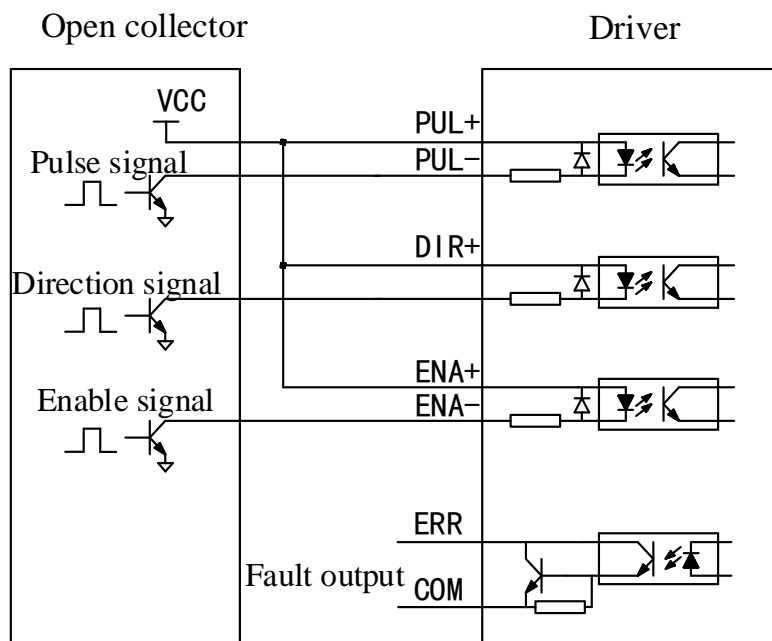 Open collector
Driver
VCC
PUL+
Pulse signal
PUL-
DIR+
Direction signal
ENA+
Enable signal
ENA-
ERR
Fault output
COM